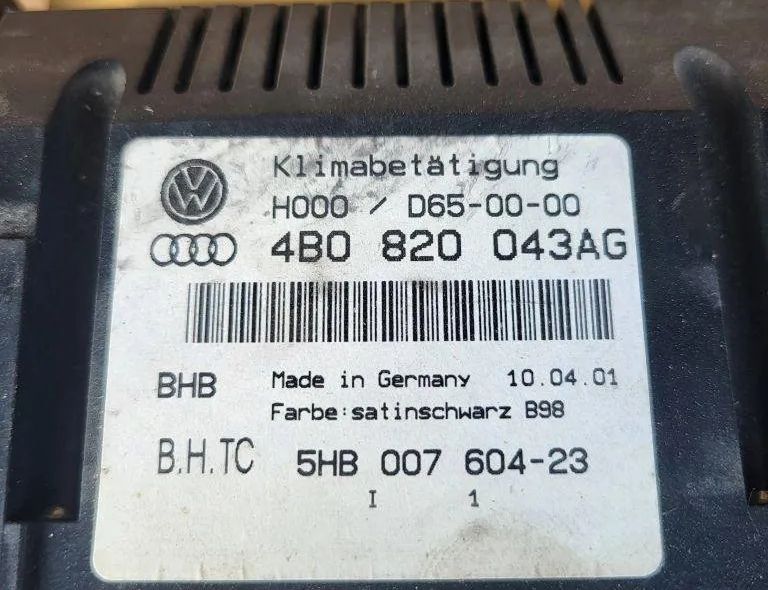 Klimabetätigung
H000 / D65-00-00
4B0 820 043AG
BHB Made in Germany 10.04.01
Farbe:satinschwarz B98
B.H.TC 5HB 007 604-23
I 1